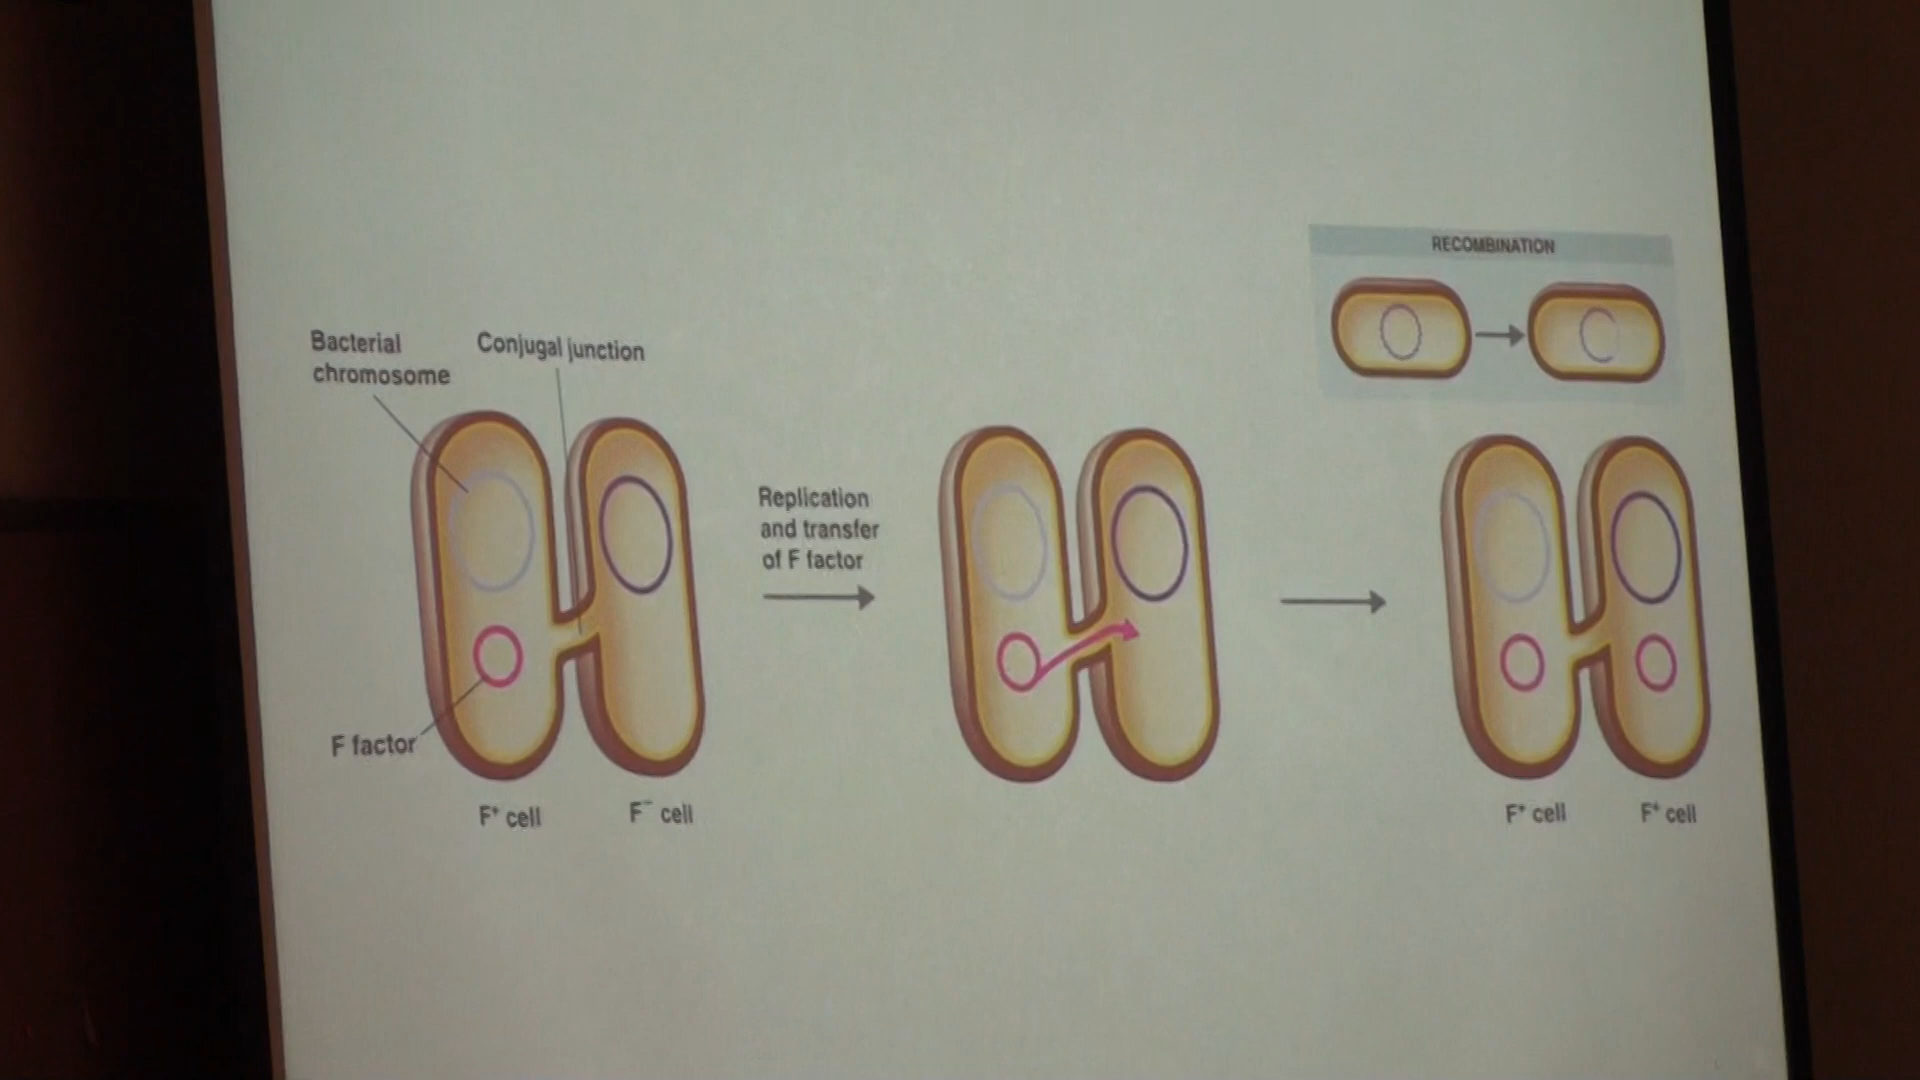 RECOMBINATION
Bacterial
chromosome
Conjugal junction
Replication
and transfer
of F factor
F factor
F⁺ cell
F⁻ cell
F⁺ cell
F⁺ cell